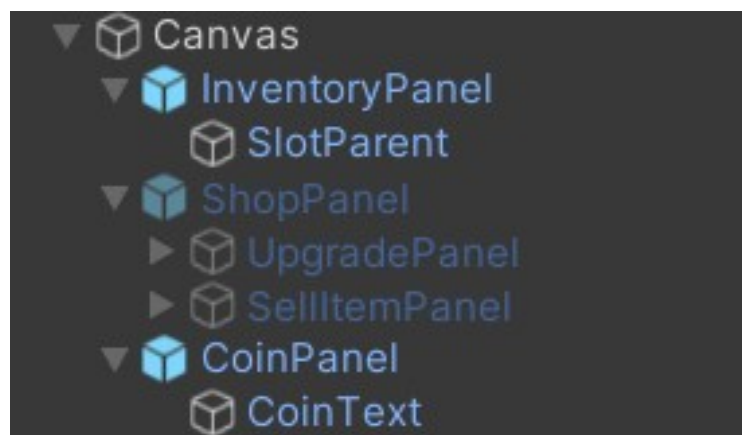 Canvas
InventoryPanel
SlotParent
ShopPanel
UpgradePanel
SellItemPanel
CoinPanel
CoinText